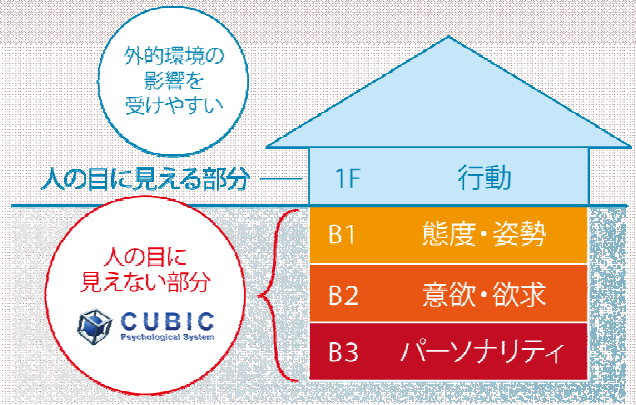 外的環境の
影響を
受けやすい
人の目に見える部分
1F 行動
人の目に
見えない部分
CUBIC
Psychological System
B1 態度・姿勢
B2 意欲・欲求
B3 パーソナリティ